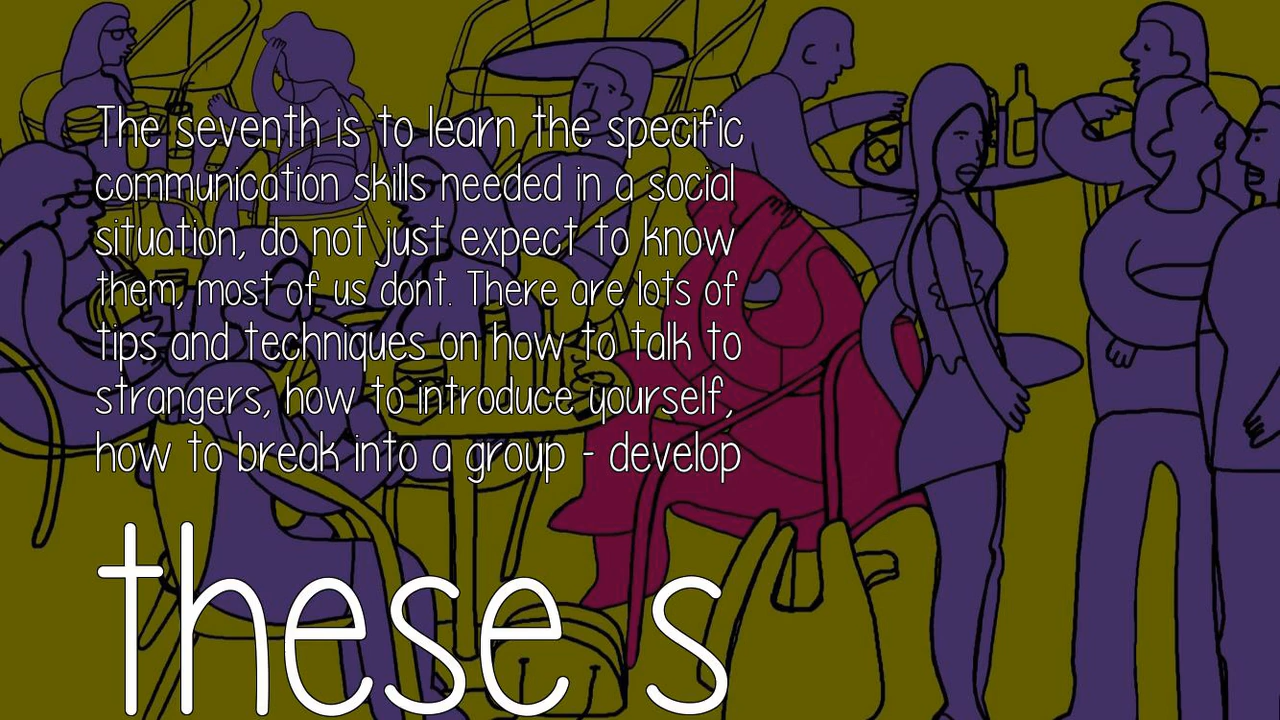 The seventh is to learn the specific
communication skills needed in a social
situation, do not just expect to know
them, most of us dont. There are lots of
tips and techniques on how to talk to
strangers, how to introduce yourself,
how to break into a group - develop
these s